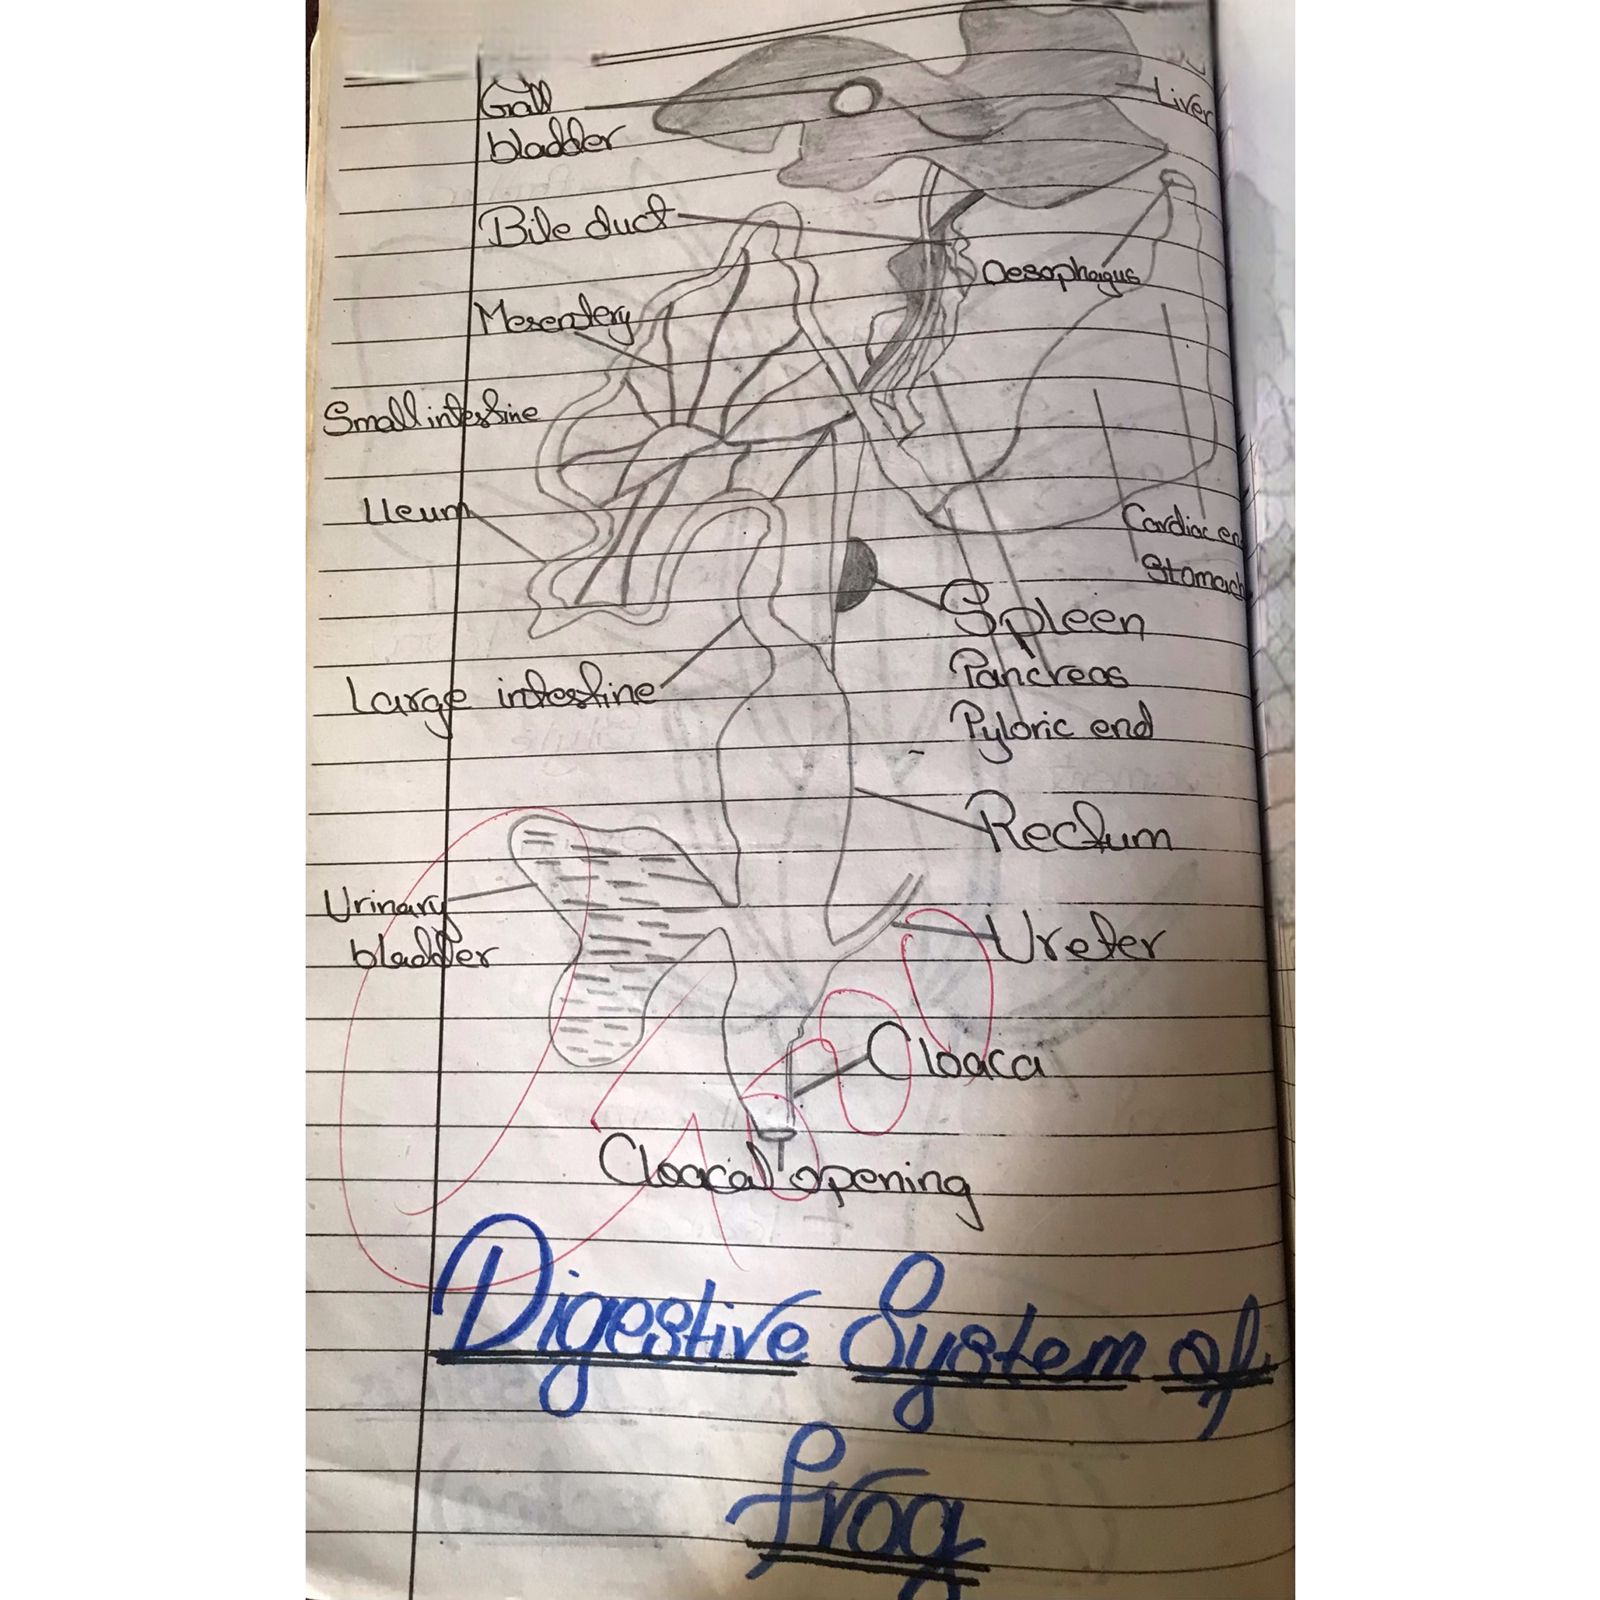 Gall
bladder
Liver
Bile duct
Oesophagus
Mesentery
Small intestine
Ileum
Cardiac en
Stomach
Spleen
Large intestine
Pancreas
Pyloric end
Rectum
Urinary
bladder
Ureter
Cloaca
Cloacal opening
Digestive System of
frog